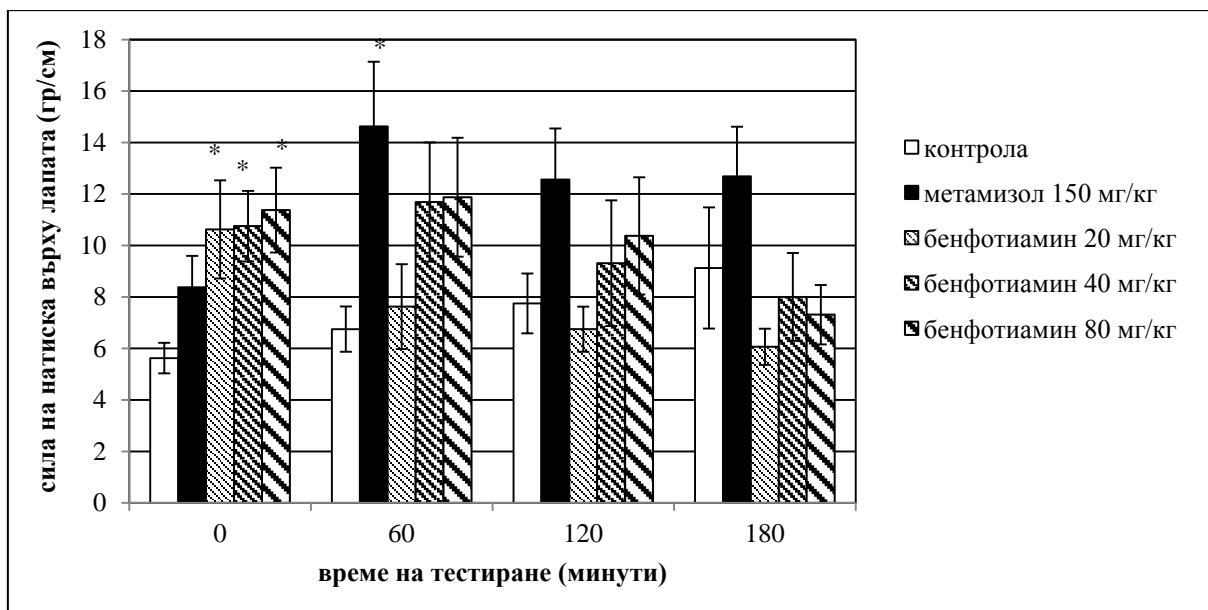 сила на натиска върху лапата (гр/см)
18
16
14
12
10
8
6
4
2
0
* * * *
0 60 120 180
време на тестиране (минути)
контрола
метамизол 150 мг/кг
бенфотиамин 20 мг/кг
бенфотиамин 40 мг/кг
бенфотиамин 80 мг/кг